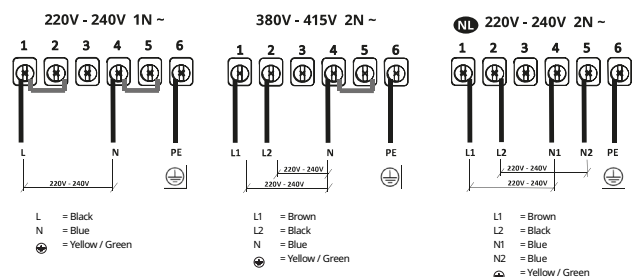 220V - 240V 1N ~
1 2 3 4 5 6
L N PE
220V - 240V
L = Black
N = Blue
= Yellow / Green
380V - 415V 2N ~
1 2 3 4 5 6
L1 L2 N PE
220V - 240V
220V - 240V
L1 = Brown
L2 = Black
N = Blue
= Yellow / Green
NL 220V - 240V 2N ~
1 2 3 4 5 6
L1 L2 N1 N2 PE
220V - 240V
220V - 240V
L1 = Brown
L2 = Black
N1 = Blue
N2 = Blue
= Yellow / Green